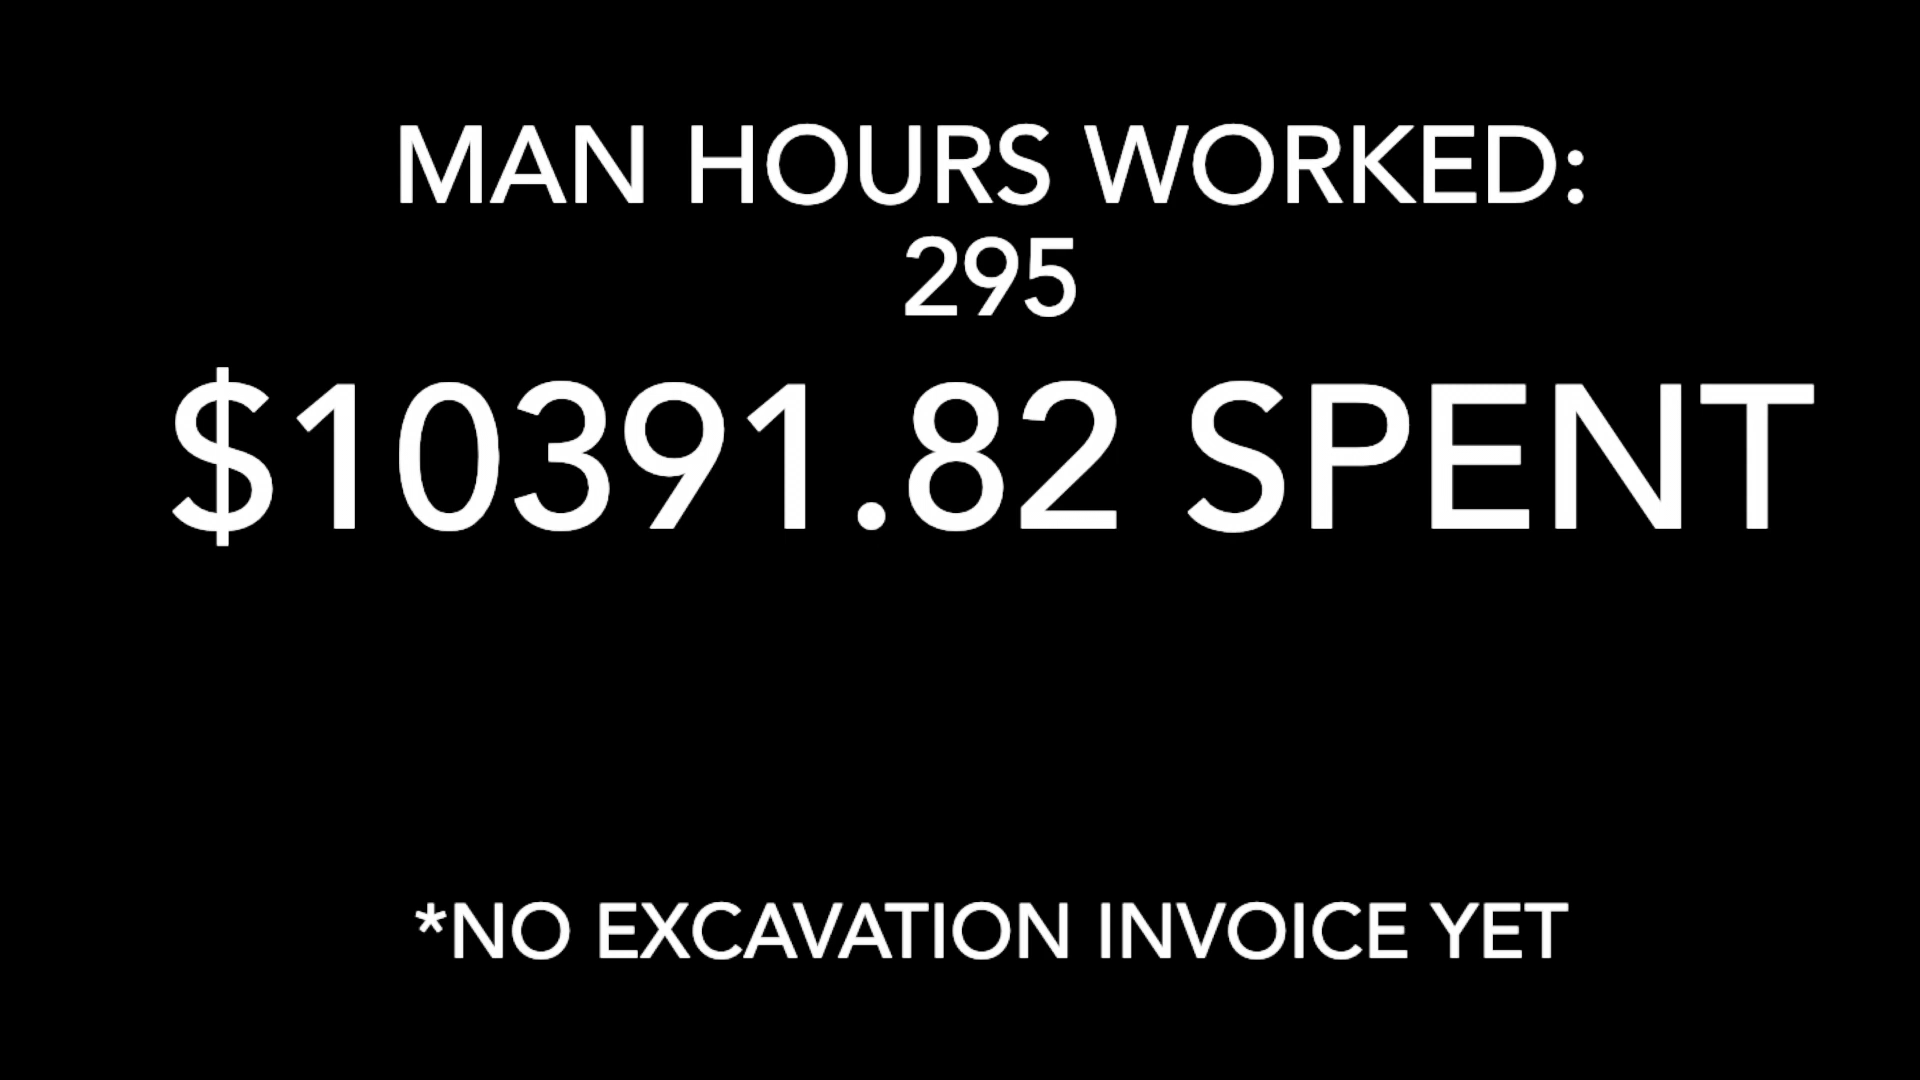 MAN HOURS WORKED:
295
$10391.82 SPENT
*NO EXCAVATION INVOICE YET